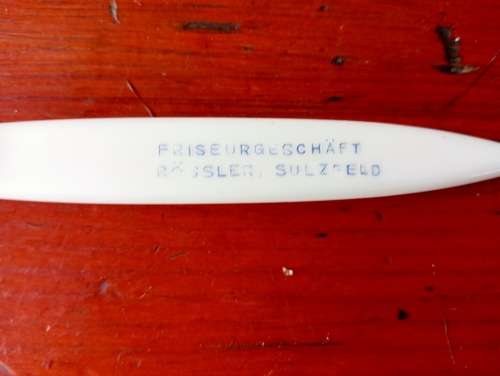 FRISEURGESCHÄFT
RÖSSLER, SULZFELD